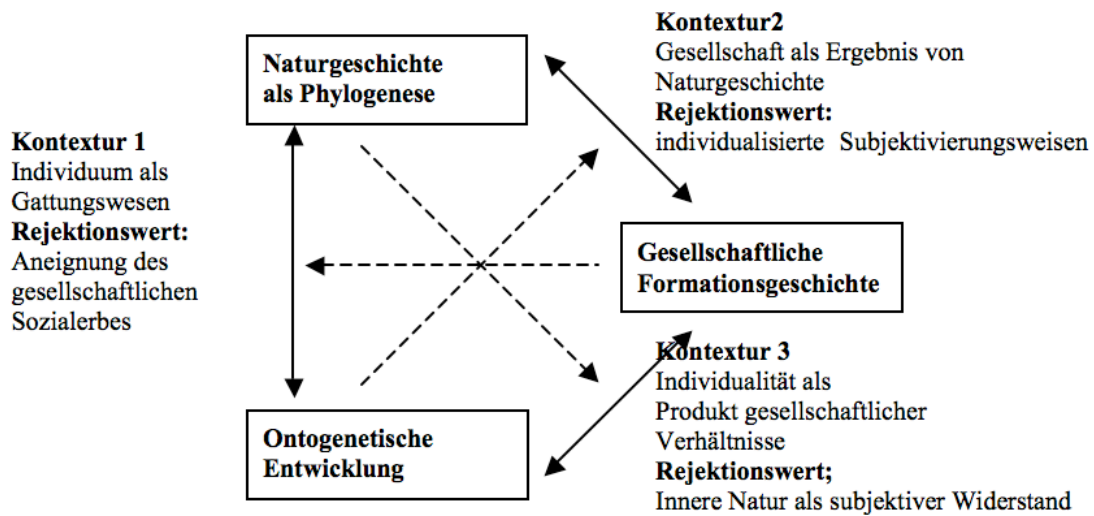 Kontextur2
Gesellschaft als Ergebnis von
Naturgeschichte
Rejektionswert:
individualisierte Subjektivierungsweisen
Naturgeschichte
als Phylogenese
Kontextur 1
Individuum als
Gattungswesen
Rejektionswert:
Aneignung des
gesellschaftlichen
Sozialerbes
Gesellschaftliche
Formationsgeschichte
Kontextur 3
Individualität als
Produkt gesellschaftlicher
Verhältnisse
Rejektionswert;
Innere Natur als subjektiver Widerstand
Ontogenetische
Entwicklung